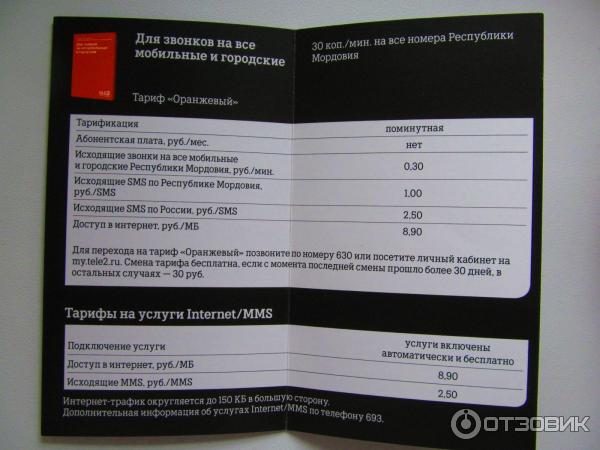 Для звонков на все
мобильные и городские
30 коп./мин. на все номера Республики
Мордовия
Тариф «Оранжевый»
Тарификация поминутная
Абонентская плата, руб./мес. нет
Исходящие звонки на все мобильные
и городские Республики Мордовия, руб./мин. 0,30
Исходящие SMS по Республике Мордовия,
руб./SMS 1,00
Исходящие SMS по России, руб./SMS 2,50
Доступ в интернет, руб./МБ 8,90
Для перехода на тариф «Оранжевый» позвоните по номеру 630 или посетите личный кабинет на
my.tele2.ru. Смена тарифа бесплатна, если с момента последней смены прошло более 30 дней, в
остальных случаях — 30 руб.
Тарифы на услуги Internet/MMS
Подключение услуги услуги включены
автоматически и бесплатно
Доступ в интернет, руб./МБ 8,90
Исходящие MMS, руб./MMS 2,50
Интернет-трафик округляется до 150 КБ в большую сторону.
Дополнительная информация об услугах Internet/MMS по телефону 693.
ОТЗОВИК